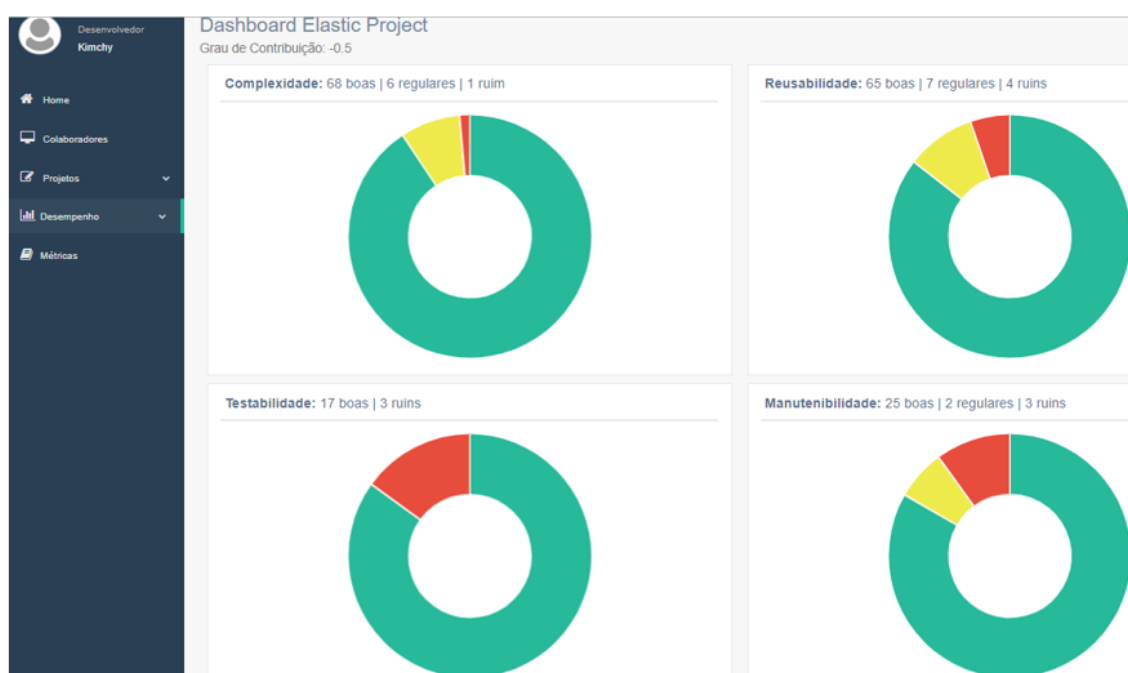 Desenvolvedor
Kimchy
Home
Colaboradores
Projetos
Desempenho
Métricas
Dashboard Elastic Project
Grau de Contribuição: -0.5
Complexidade: 68 boas | 6 regulares | 1 ruim
Reusabilidade: 65 boas | 7 regulares | 4 ruins
Testabilidade: 17 boas | 3 ruins
Manutenibilidade: 25 boas | 2 regulares | 3 ruins